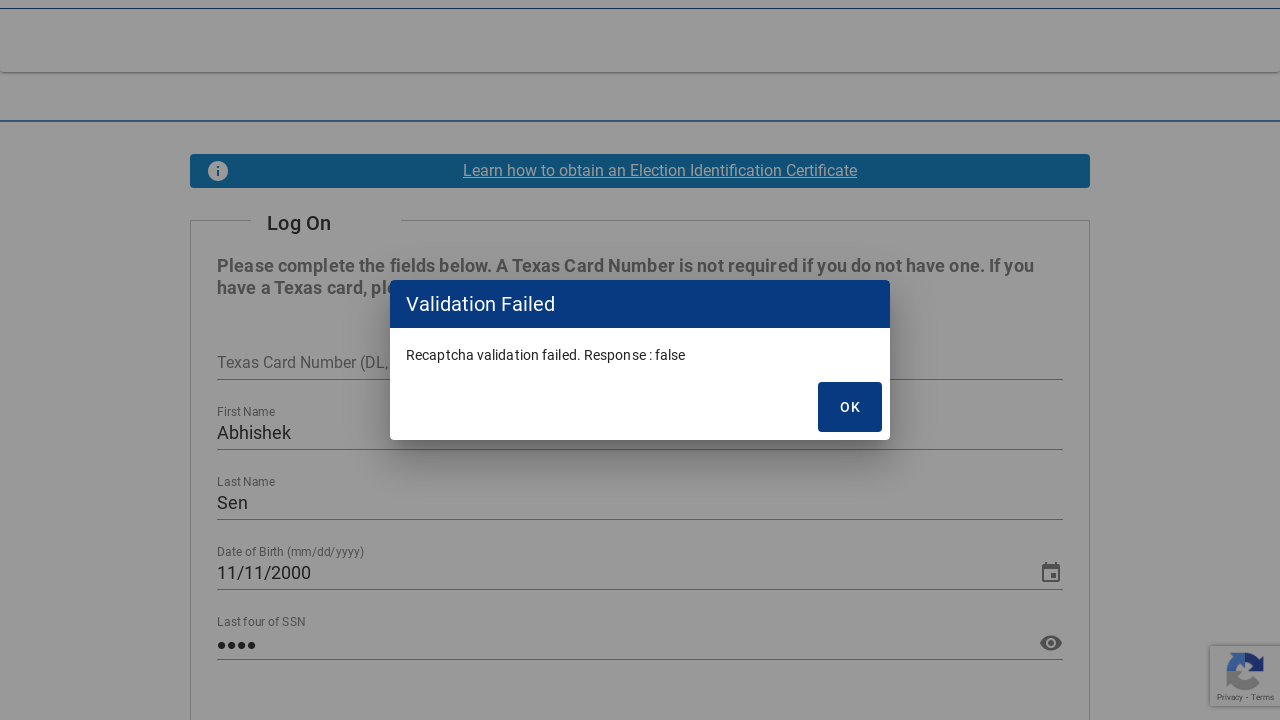 Learn how to obtain an Election Identification Certificate
Log On
Please complete the fields below. A Texas Card Number is not required if you do not have one. If you
have a Texas card,
Validation Failed
Recaptcha validation failed. Response : false
OK
Texas Card Number (DL,
First Name
Abhishek
Last Name
Sen
Date of Birth (mm/dd/yyyy)
11/11/2000
Last four of SSN
••••
Privacy - Terms